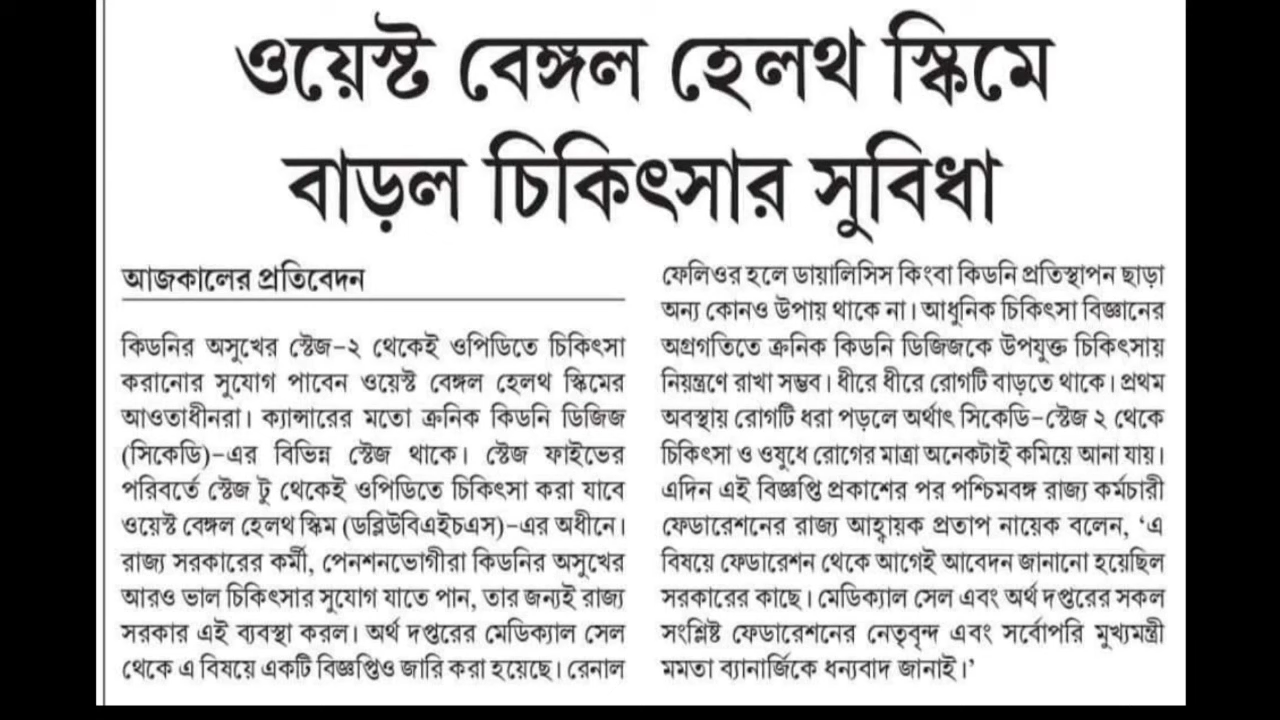 ওয়েস্ট বেঙ্গল হেলথ স্কিমে
বাড়ল চিকিৎসার সুবিধা
আজকালের প্রতিবেদন
কিডনির অসুখের স্টেজ-২ থেকেই ওপিডিতে চিকিৎসা
করানোর সুযোগ পাবেন ওয়েস্ট বেঙ্গল হেলথ স্কিমের
আওতাধীনরা। ক্যান্সারের মতো ক্রনিক কিডনি ডিজিজ
(সিকেডি)-এর বিভিন্ন স্টেজ থাকে। স্টেজ ফাইভের
পরিবর্তে স্টেজ টু থেকেই ওপিডিতে চিকিৎসা করা যাবে
ওয়েস্ট বেঙ্গল হেলথ স্কিম (ডব্লিউবিএইচএস)-এর অধীনে।
রাজ্য সরকারের কর্মী, পেনশনভোগীরা কিডনির অসুখের
আরও ভাল চিকিৎসার সুযোগ যাতে পান, তার জন্যই রাজ্য
সরকার এই ব্যবস্থা করল। অর্থ দপ্তরের মেডিক্যাল সেল
থেকে এ বিষয়ে একটি বিজ্ঞপ্তিও জারি করা হয়েছে। রেনাল
ফেলিওর হলে ডায়ালিসিস কিংবা কিডনি প্রতিস্থাপন ছাড়া
অন্য কোনও উপায় থাকে না। আধুনিক চিকিৎসা বিজ্ঞানের
অগ্রগতিতে ক্রনিক কিডনি ডিজিজকে উপযুক্ত চিকিৎসায়
নিয়ন্ত্রণে রাখা সম্ভব। ধীরে ধীরে রোগটি বাড়তে থাকে। প্রথম
অবস্থায় রোগটি ধরা পড়লে অর্থাৎ সিকেডি-স্টেজ ২ থেকে
চিকিৎসা ও ওষুধে রোগের মাত্রা অনেকটাই কমিয়ে আনা যায়।
এদিন এই বিজ্ঞপ্তি প্রকাশের পর পশ্চিমবঙ্গ রাজ্য কর্মচারী
ফেডারেশনের রাজ্য আহ্বায়ক প্রতাপ নায়েক বলেন, ‘এ
বিষয়ে ফেডারেশন থেকে আগেই আবেদন জানানো হয়েছিল
সরকারের কাছে। মেডিক্যাল সেল এবং অর্থ দপ্তরের সকল
সংশ্লিষ্ট ফেডারেশনের নেতৃবৃন্দ এবং সর্বোপরি মুখ্যমন্ত্রী
মমতা ব্যানার্জিকে ধন্যবাদ জানাই।’